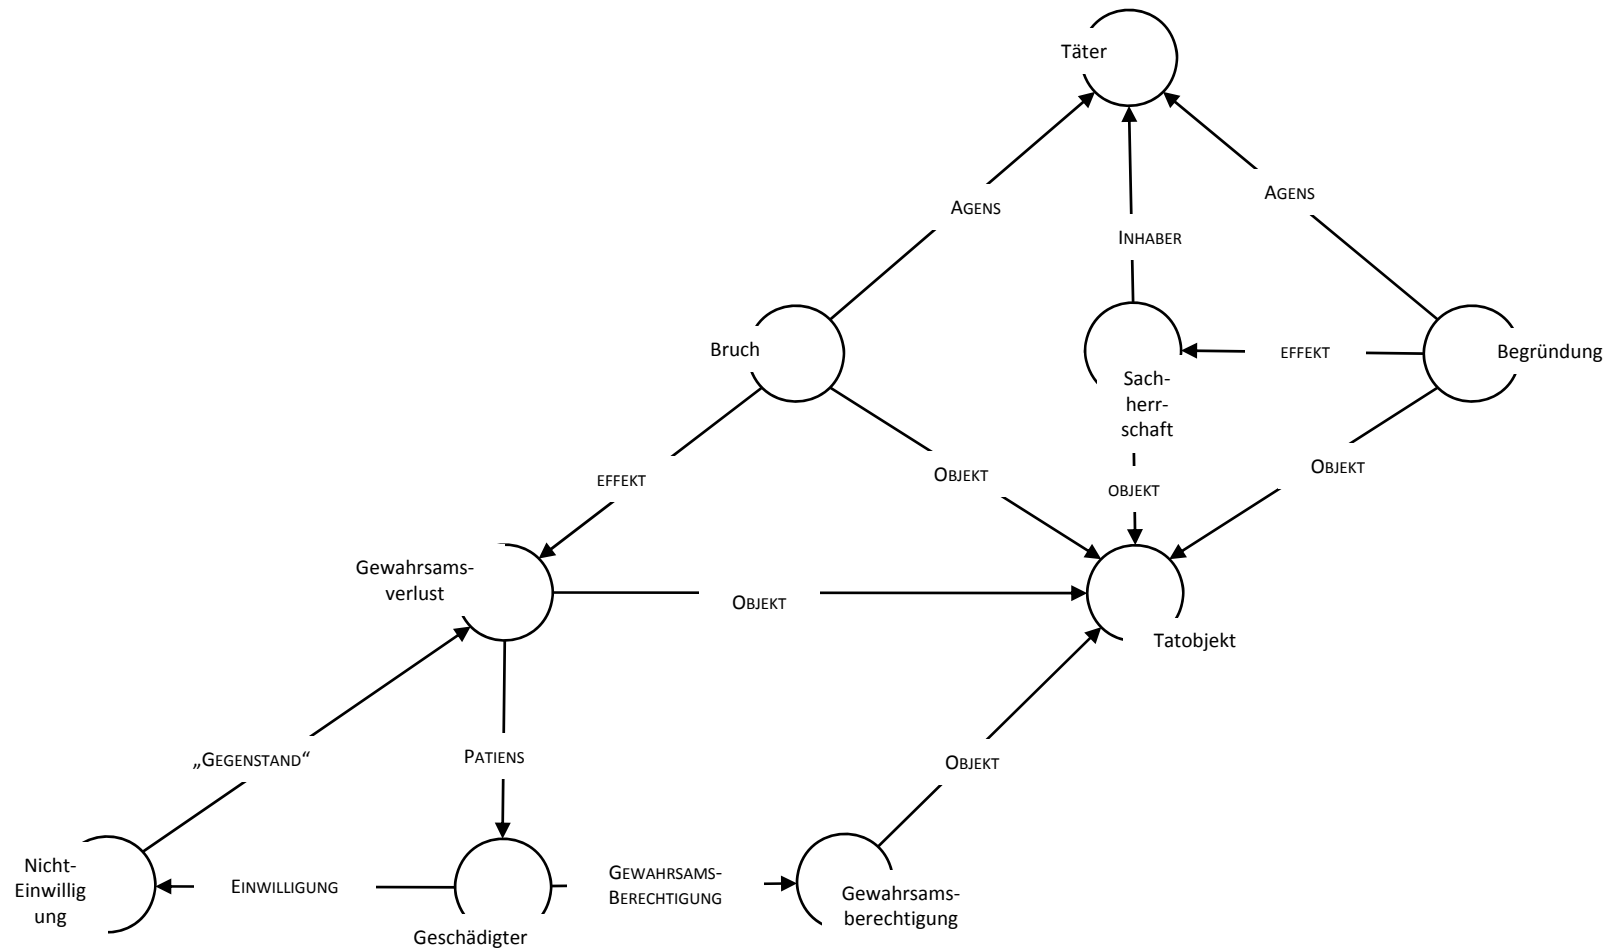 Täter
AGENS
AGENS
INHABER
Bruch
EFFEKT
Begründung
Sach-
herr-
schaft
EFFEKT
OBJEKT
OBJEKT
OBJEKT
Gewahrsams-
verlust
OBJEKT
Tatobjekt
„GEGENSTAND“
PATIENS
OBJEKT
Nicht-
Einwillig
ung
EINWILLIGUNG
GEWAHRSAMS-
BERECHTIGUNG
Gewahrsams-
berechtigung
Geschädigter